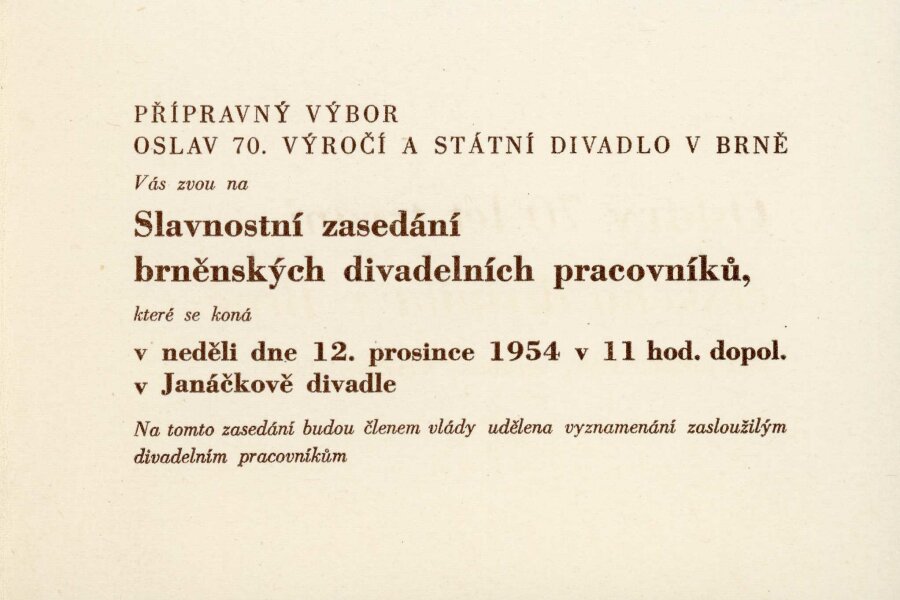 PŘÍPRAVNÝ VÝBOR
OSLAV 70. VÝROČÍ A STÁTNÍ DIVADLO V BRNĚ
Vás zvou na
Slavnostní zasedání
brněnských divadelních pracovníků,
které se koná
v neděli dne 12. prosince 1954 v 11 hod. dopol.
v Janáčkově divadle
Na tomto zasedání budou členem vlády udělena vyznamenání zasloužilým
divadelním pracovníkům